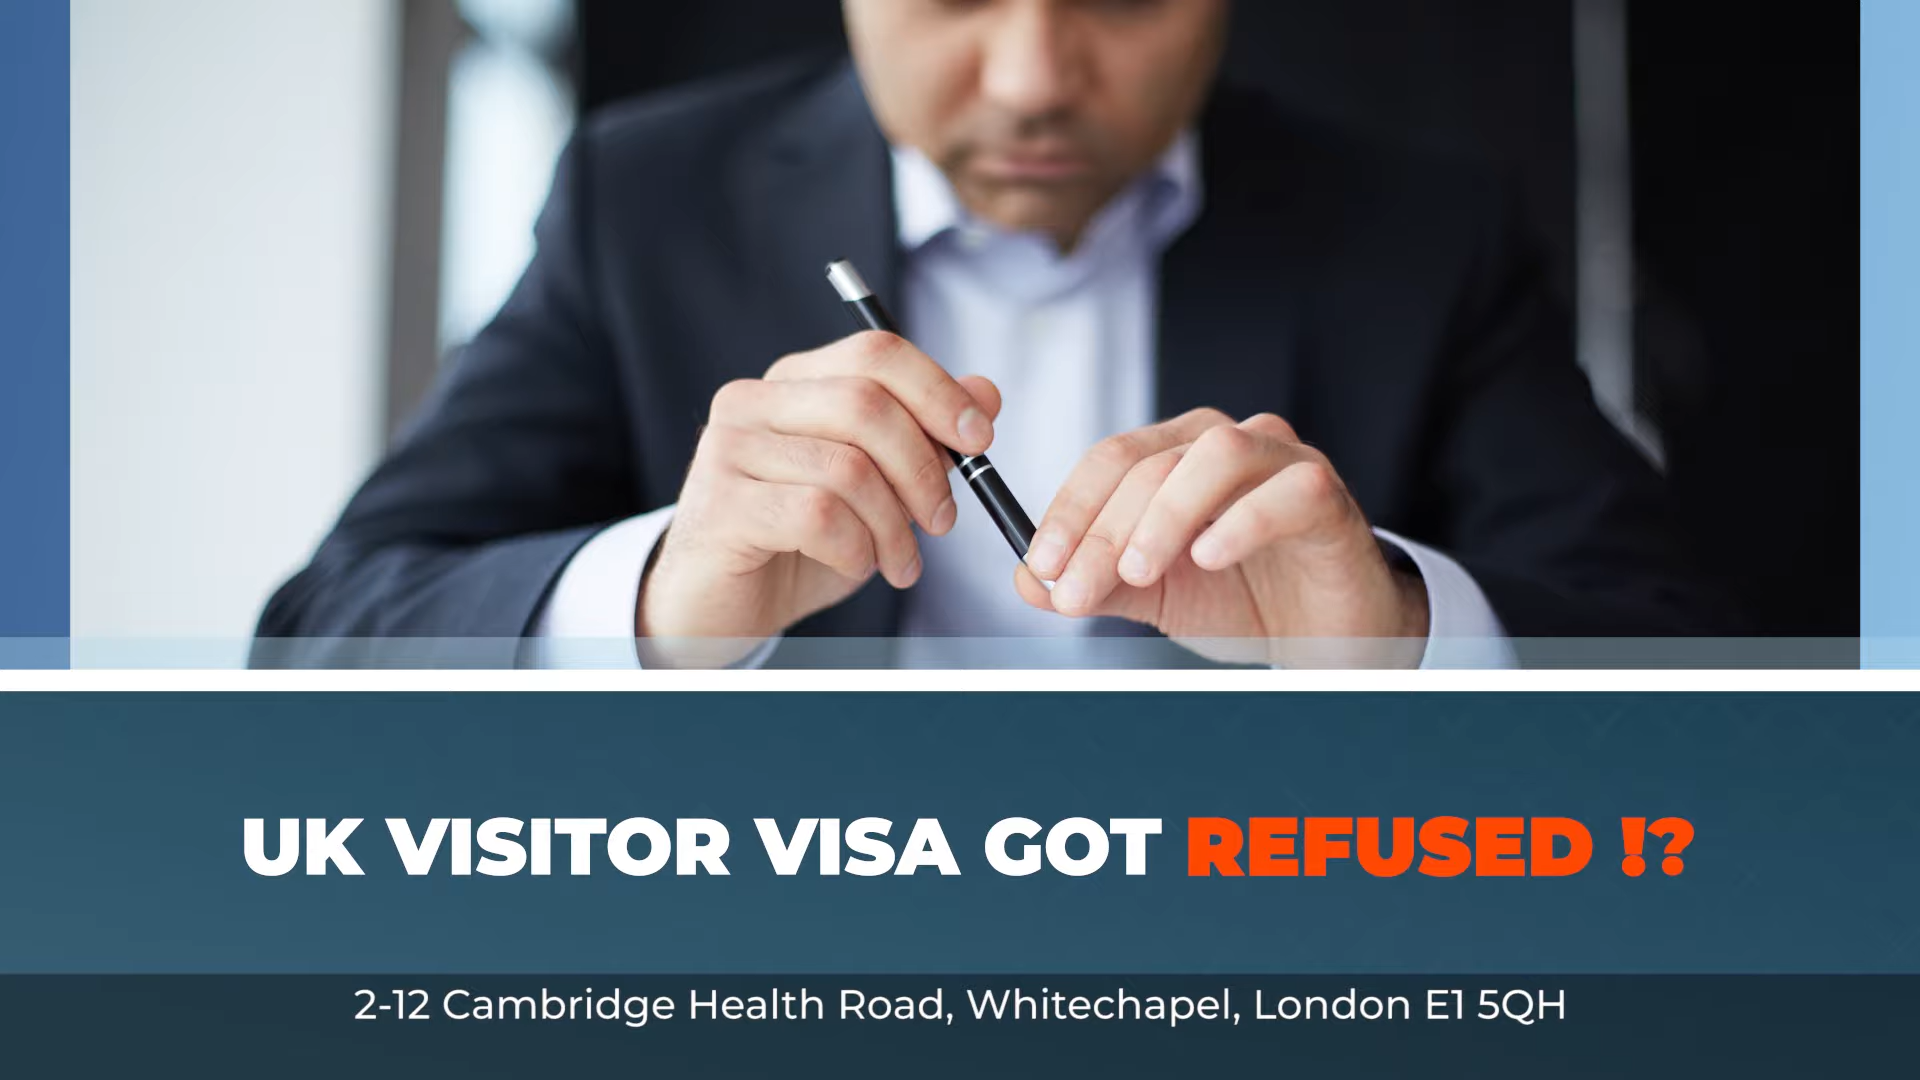 UK VISITOR VISA GOT REFUSED !?
2-12 Cambridge Health Road, Whitechapel, London E1 5QH